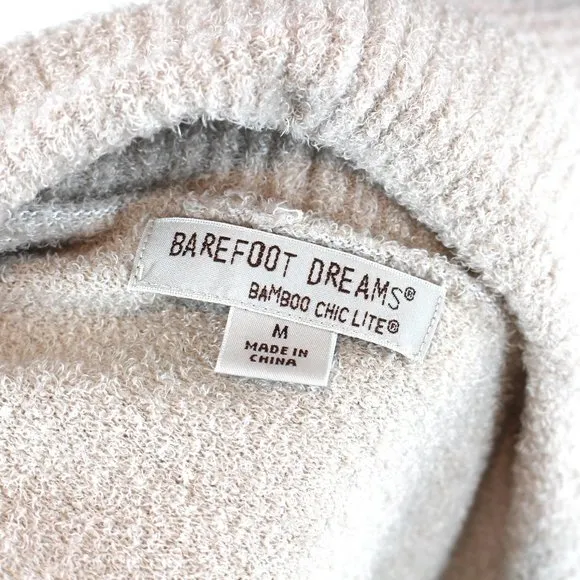 BAREFOOT DREAMS®
BAMBOO CHIC LITE®
M
MADE IN
CHINA